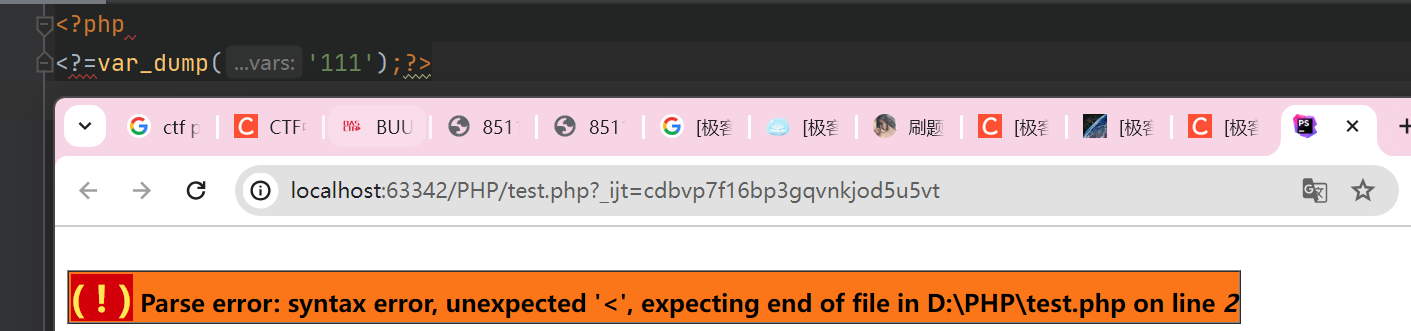 <?php
<?=var_dump( ...vars: '111');?>
ctf p CTF BUU 851 851 [极客 [极客 刷题 [极客 [极客 [极客 PS
localhost:63342/PHP/test.php?_ijt=cdbvp7f16bp3gqvnkjod5u5vt
(!) Parse error: syntax error, unexpected '<', expecting end of file in D:\PHP\test.php on line 2